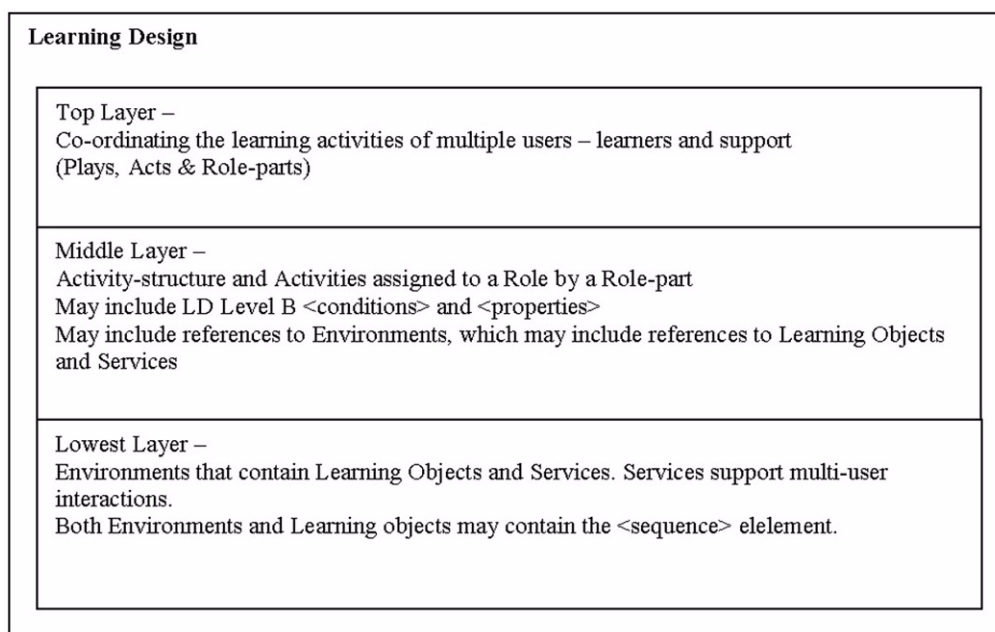 Learning Design
Top Layer –
Co-ordinating the learning activities of multiple users – learners and support
(Plays, Acts & Role-parts)
Middle Layer –
Activity-structure and Activities assigned to a Role by a Role-part
May include LD Level B <conditions> and <properties>
May include references to Environments, which may include references to Learning Objects
and Services
Lowest Layer –
Environments that contain Learning Objects and Services. Services support multi-user
interactions.
Both Environments and Learning objects may contain the <sequence> elelement.